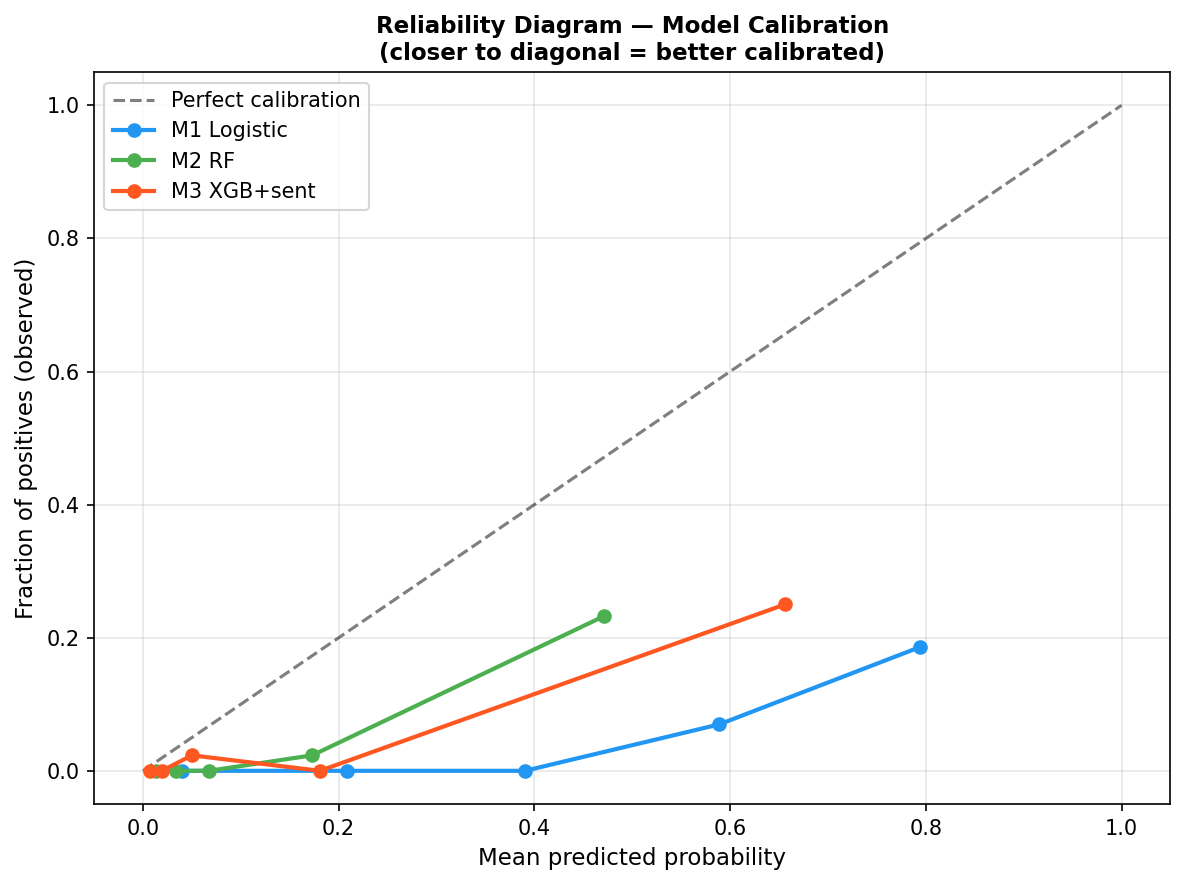 Reliability Diagram — Model Calibration
(closer to diagonal = better calibrated)
Perfect calibration
M1 Logistic
M2 RF
M3 XGB+sent
Fraction of positives (observed)
1.0
0.8
0.6
0.4
0.2
0.0
0.0 0.2 0.4 0.6 0.8 1.0
Mean predicted probability